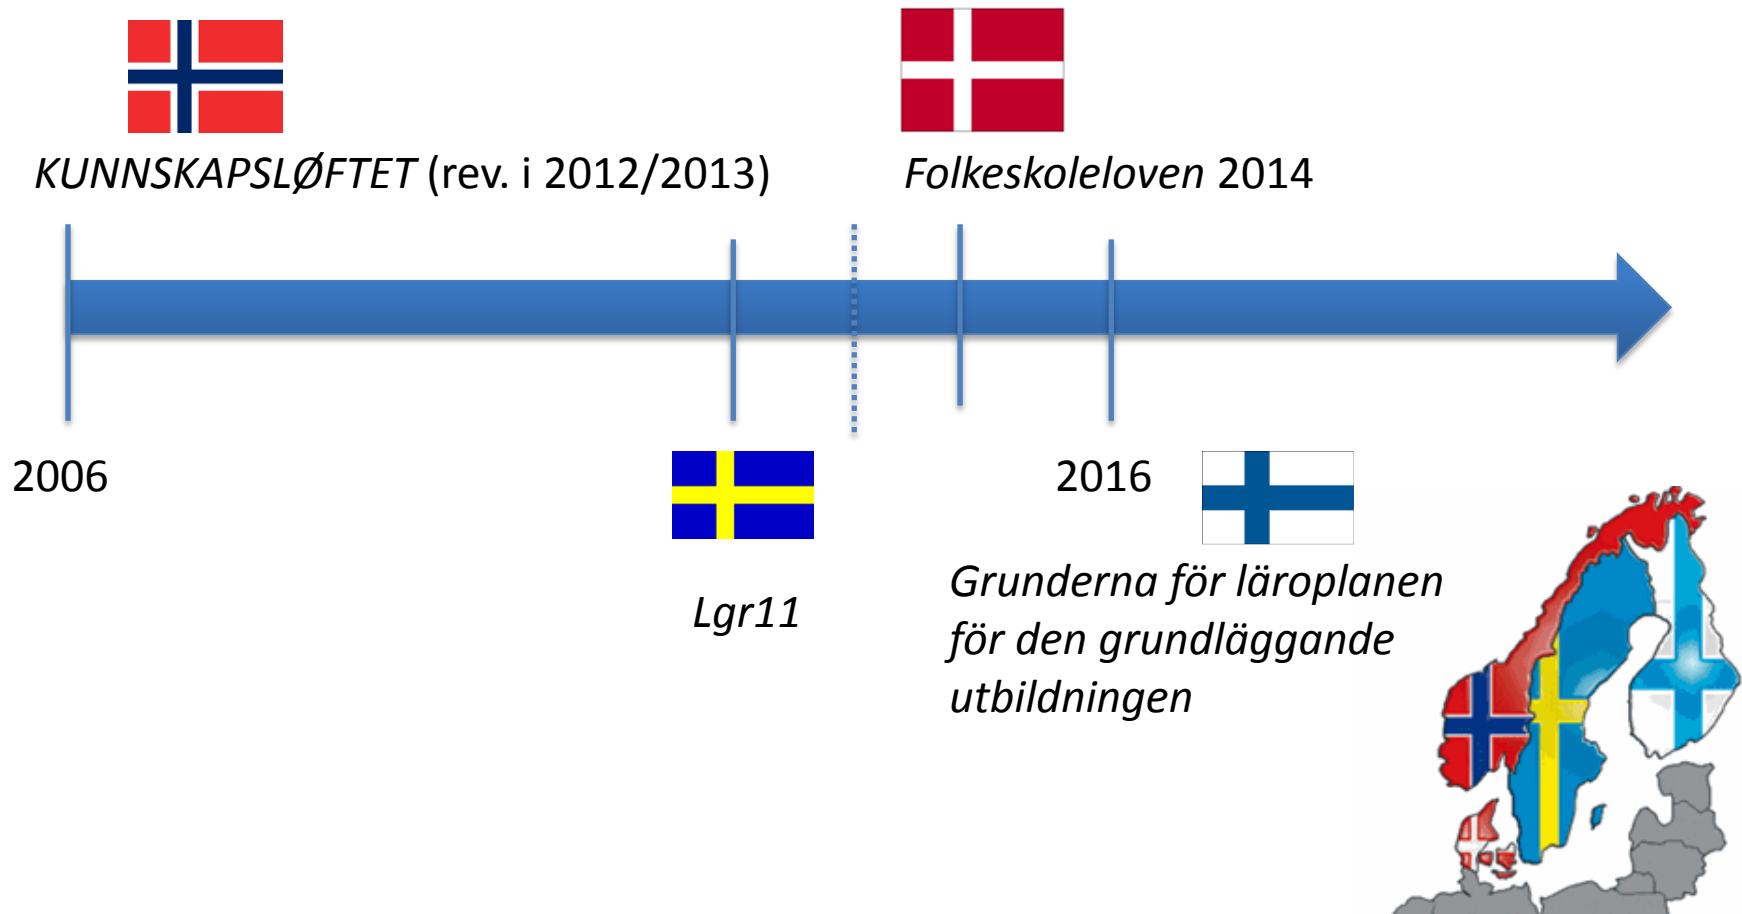 KUNNSKAPSLØFTET (rev. i 2012/2013)
Folkeskoleloven 2014
2006
2016
Lgr11
Grunderna för läroplanen
för den grundläggande
utbildningen